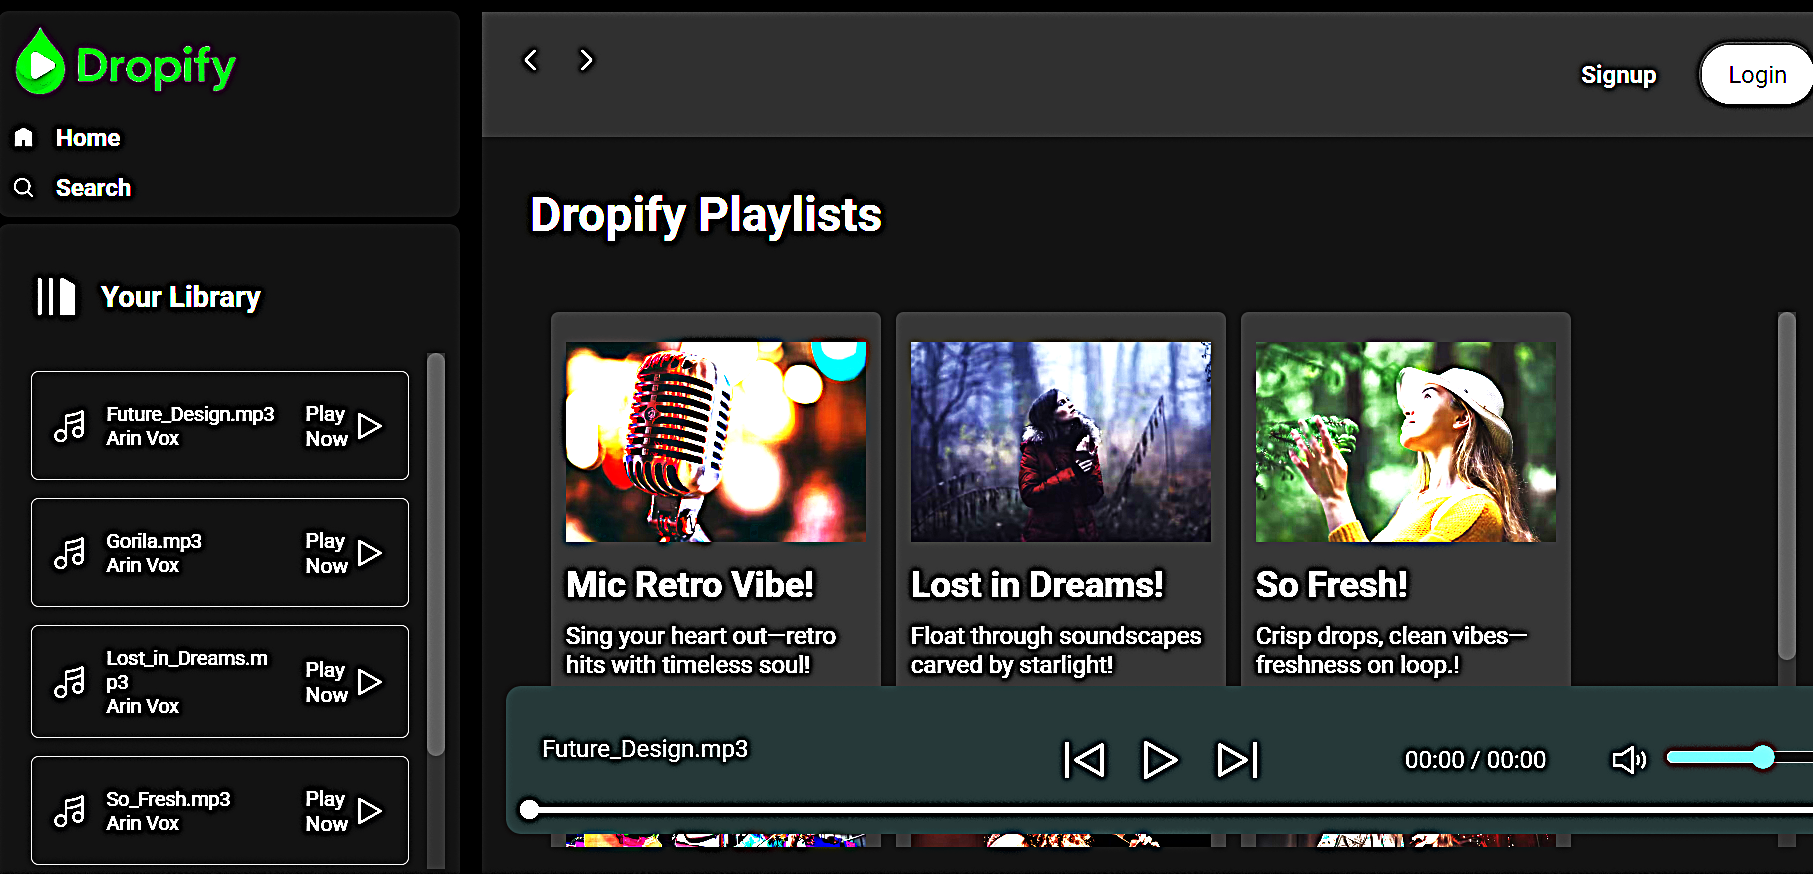 Dropify
Home
Search
Your Library
Future_Design.mp3
Arin Vox
Play
Now
Gorila.mp3
Arin Vox
Play
Now
Lost_in_Dreams.m
p3
Arin Vox
Play
Now
So_Fresh.mp3
Arin Vox
Play
Now
Signup
Login
Dropify Playlists
Mic Retro Vibe!
Sing your heart out—retro
hits with timeless soul!
Lost in Dreams!
Float through soundscapes
carved by starlight!
So Fresh!
Crisp drops, clean vibes—
freshness on loop.!
Future_Design.mp3
00:00 / 00:00